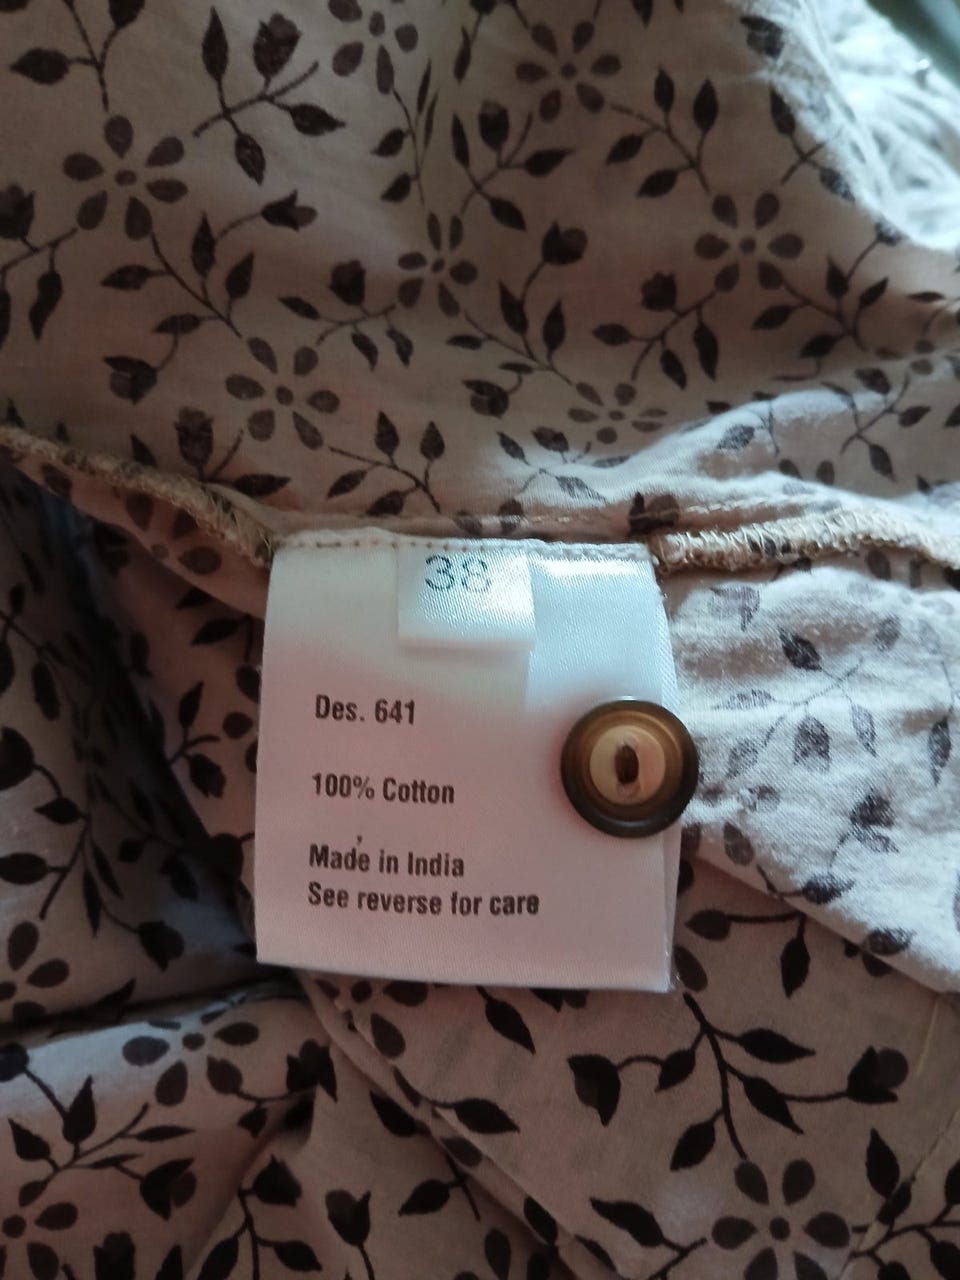 38
Des. 641
100% Cotton
Made in India
See reverse for care